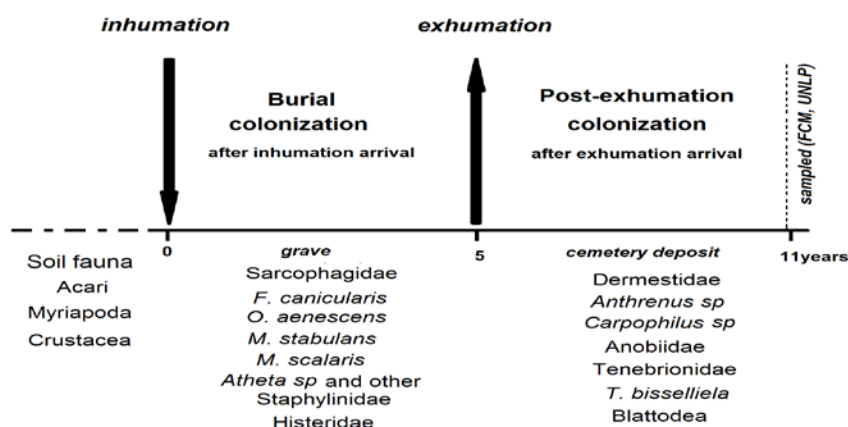 inhumation
exhumation
Burial
colonization
after inhumation arrival
Post-exhumation
colonization
after exhumation arrival
sampled (FCM, UNLP)
0
grave
5
cemetery deposit
11years
Soil fauna
Acari
Myriapoda
Crustacea
Sarcophagidae
F. canicularis
O. aenescens
M. stabulans
M. scalaris
Atheta sp and other
Staphylinidae
Histeridae
Dermestidae
Anthrenus sp
Carpophilus sp
Anobiidae
Tenebrionidae
T. bisselliela
Blattodea